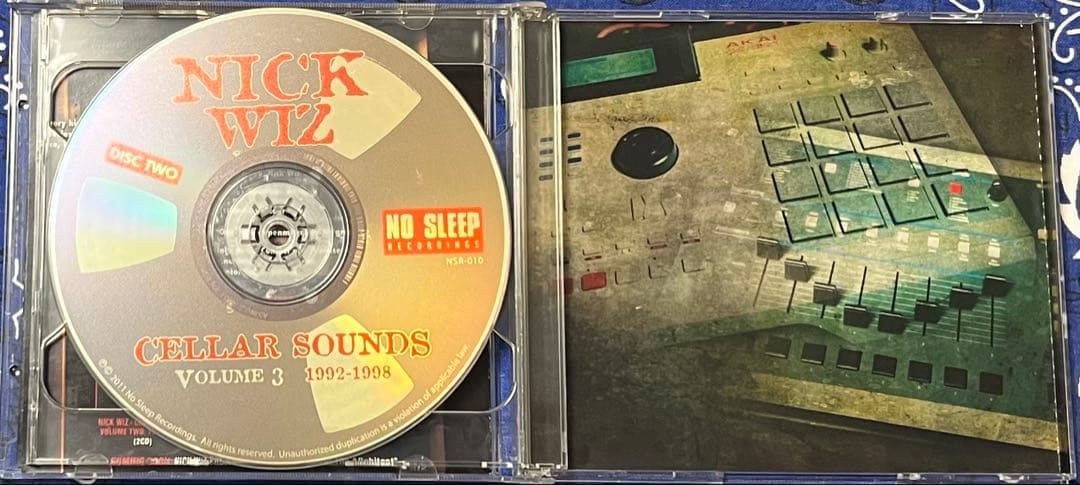 NICK
WIZ
DISC TWO
NO SLEEP
RECORDINGS
NSR-010
CELLAR SOUNDS
VOLUME 3 1992-1998
℗© 2011 No Sleep Recordings. All rights reserved. Unauthorized duplication is a violation of applicable Law.
NICK WIZ
VOLUME TWO:
(2CD)
AKAI